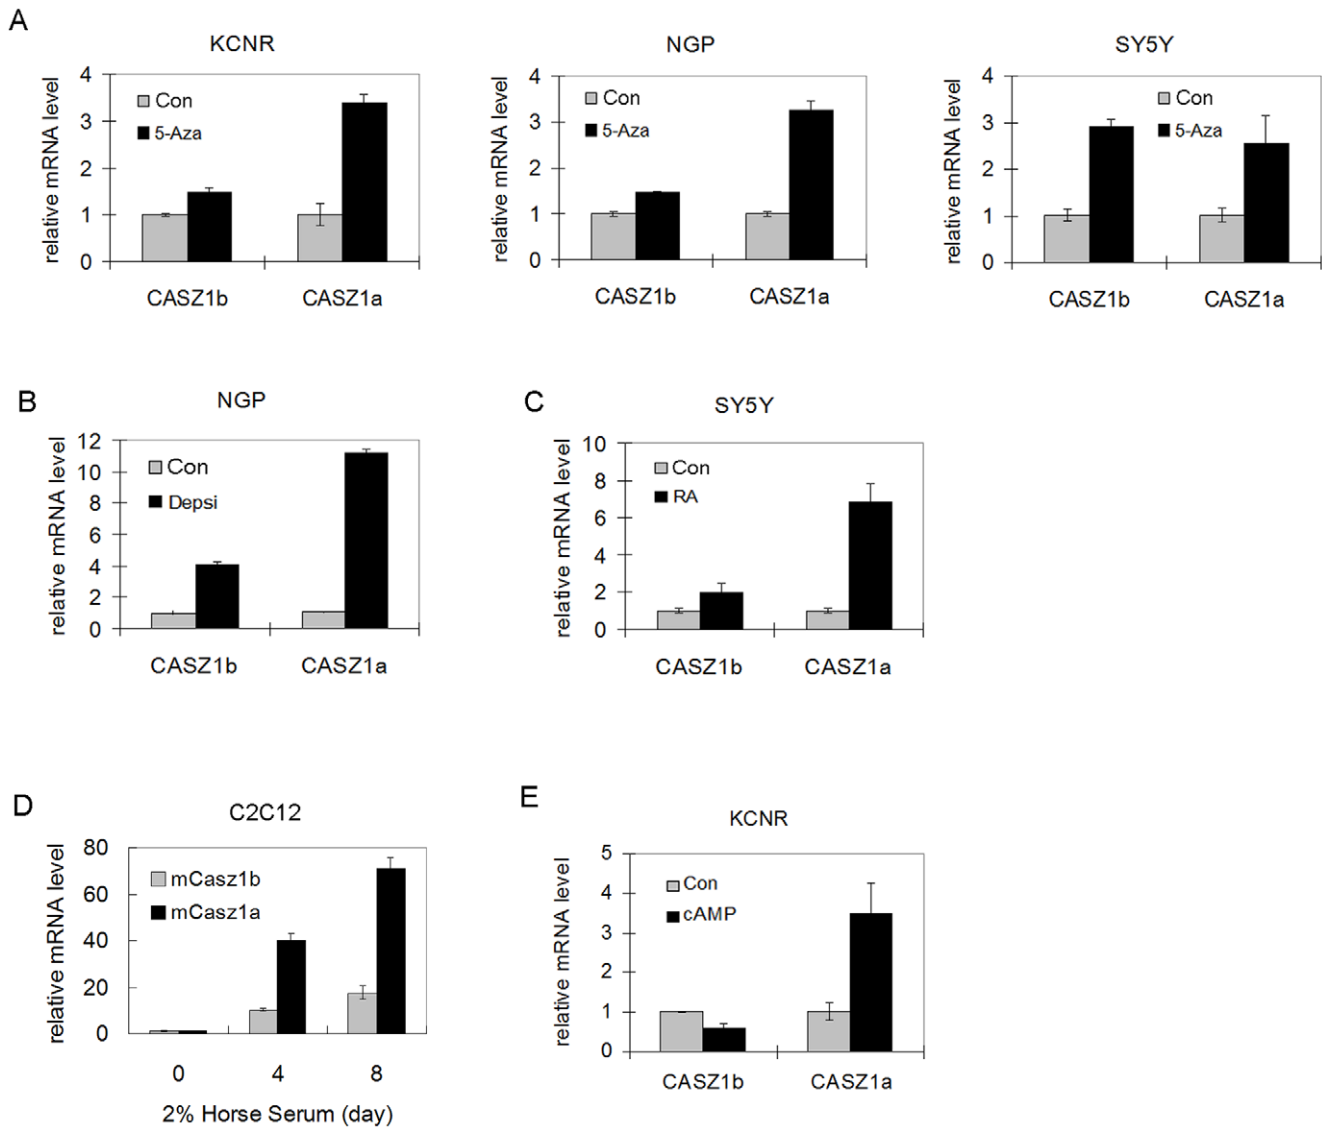 A
KCNR
relative mRNA level
4
3
2
1
0
Con
5-Aza
CASZ1b
CASZ1a
NGP
relative mRNA level
4
3
2
1
0
Con
5-Aza
CASZ1b
CASZ1a
SY5Y
relative mRNA level
4
3
2
1
0
Con
5-Aza
CASZ1b
CASZ1a
B
NGP
relative mRNA level
12
10
8
6
4
2
0
Con
Depsi
CASZ1b
CASZ1a
C
SY5Y
relative mRNA level
10
8
6
4
2
0
Con
RA
CASZ1b
CASZ1a
D
C2C12
relative mRNA level
80
60
40
20
0
mCasz1b
mCasz1a
0 4 8
2% Horse Serum (day)
E
KCNR
relative mRNA level
5
4
3
2
1
0
Con
cAMP
CASZ1b
CASZ1a